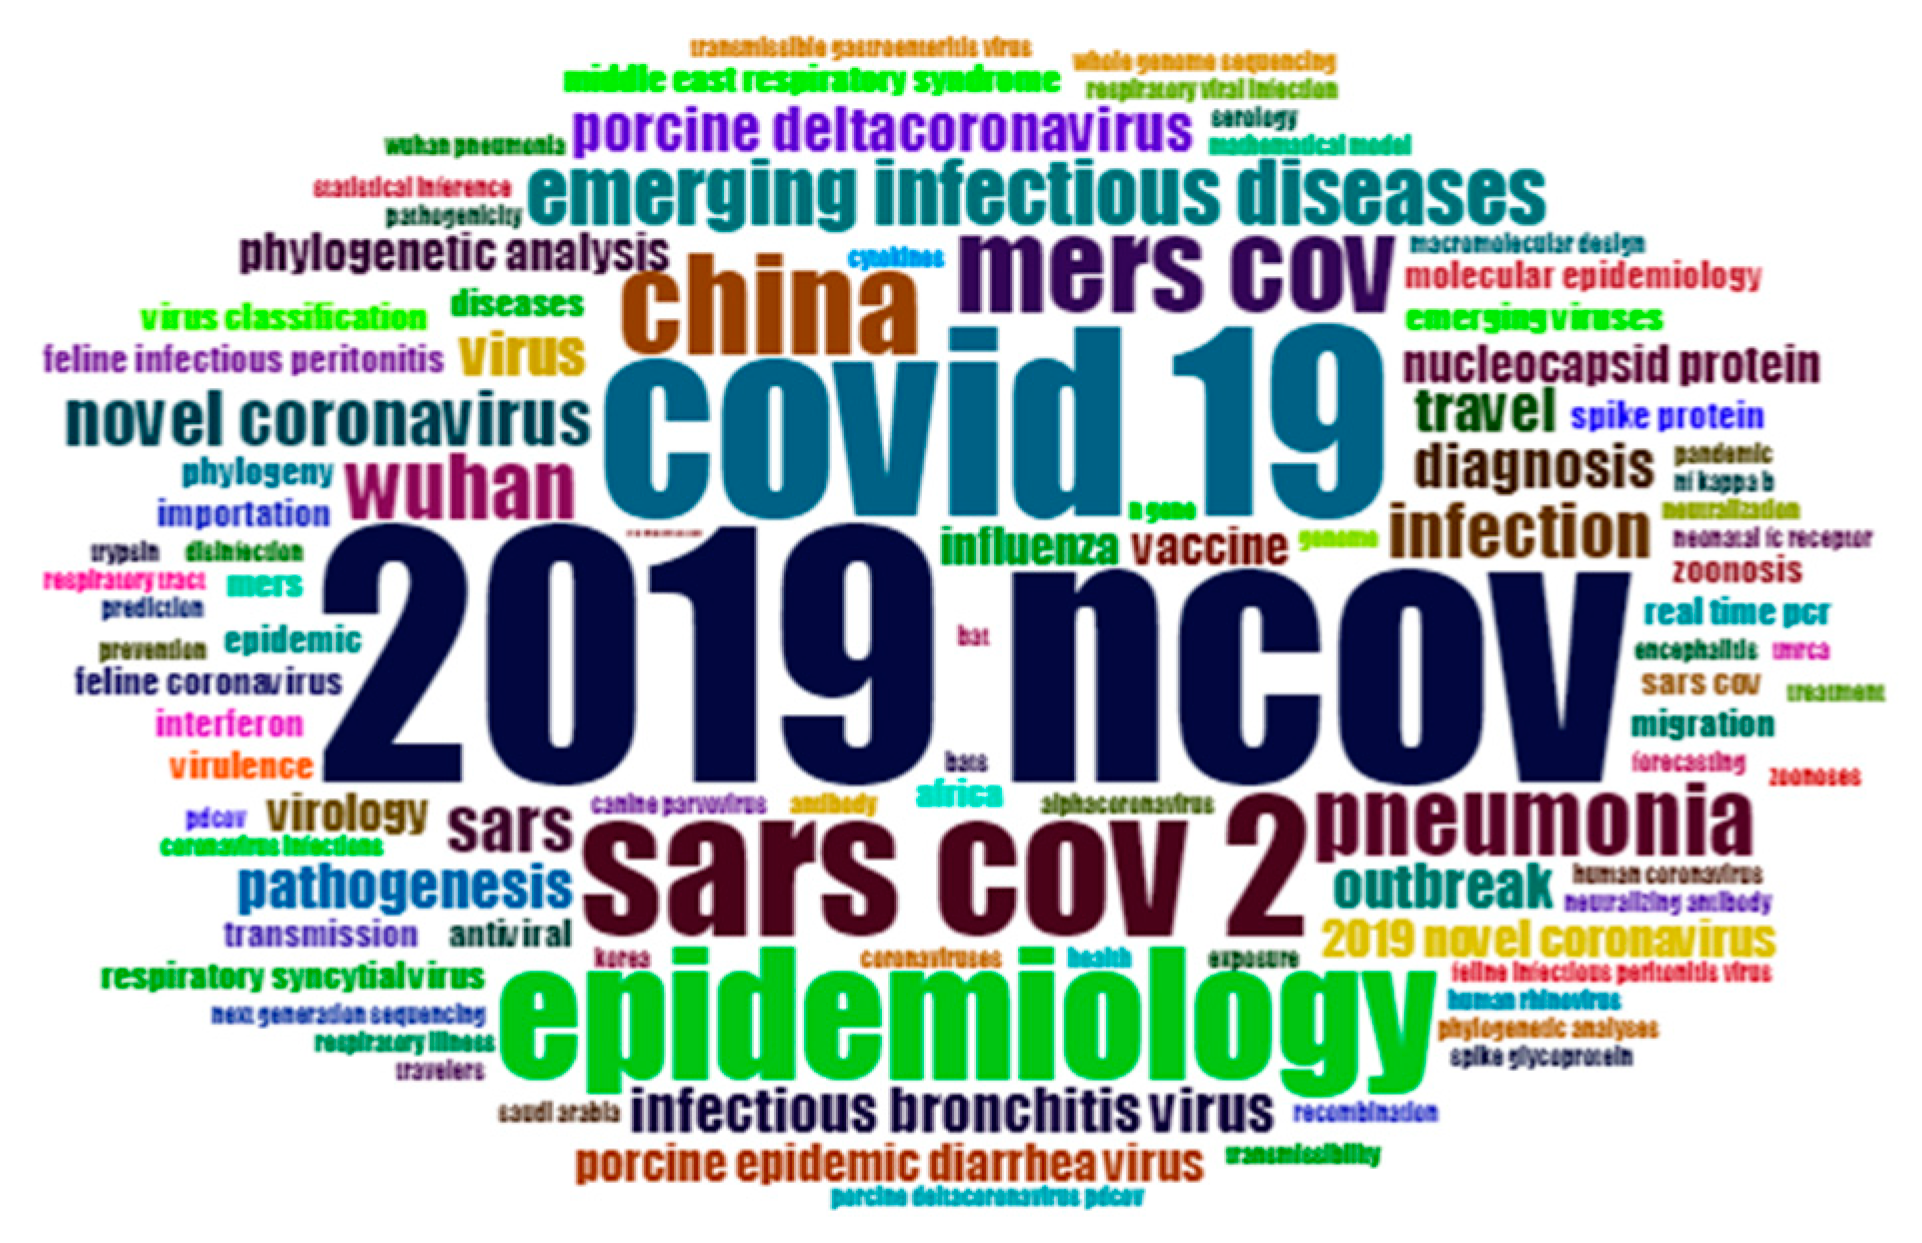 transmissible gastroenteritis virus
whole genome sequencing
middle east respiratory syndrome
respiratory viral infection
porcine deltacoronavirus
serology
wuhan pneumonia
mathematical model
statistical inference
emerging infectious diseases
pathogenicity
phylogenetic analysis
cytokines
mers cov
macromolecular design
china
molecular epidemiology
virus classification
diseases
emerging viruses
feline infectious peritonitis
virus
covid 19
nucleocapsid protein
novel coronavirus
travel
spike protein
phylogeny
wuhan
diagnosis
pandemic
nf kappa b
importation
n gene
infection
neutralization
trypsin
disinfection
influenza
vaccine
genome
neonatal fc receptor
respiratory tract
mers
2019 ncov
zoonosis
prediction
real time pcr
prevention
epidemic
bat
encephalitis
tmrca
feline coronavirus
sars cov
treatment
interferon
migration
virulence
bats
forecasting
zoonoses
pdcov
virology
sars
canine parvovirus
antibody
africa
alphacoronavirus
pneumonia
coronavirus infections
sars cov 2
pathogenesis
outbreak
human coronavirus
neutralizing antibody
transmission
antiviral
2019 novel coronavirus
korea
coronaviruses
health
exposure
respiratory syncytial virus
epidemiology
feline infectious peritonitis virus
next generation sequencing
human rhinovirus
respiratory illness
phylogenetic analyses
travelers
spike glycoprotein
saudi arabia
infectious bronchitis virus
recombination
porcine epidemic diarrhea virus
transmissibility
porcine deltacoronavirus pdcov